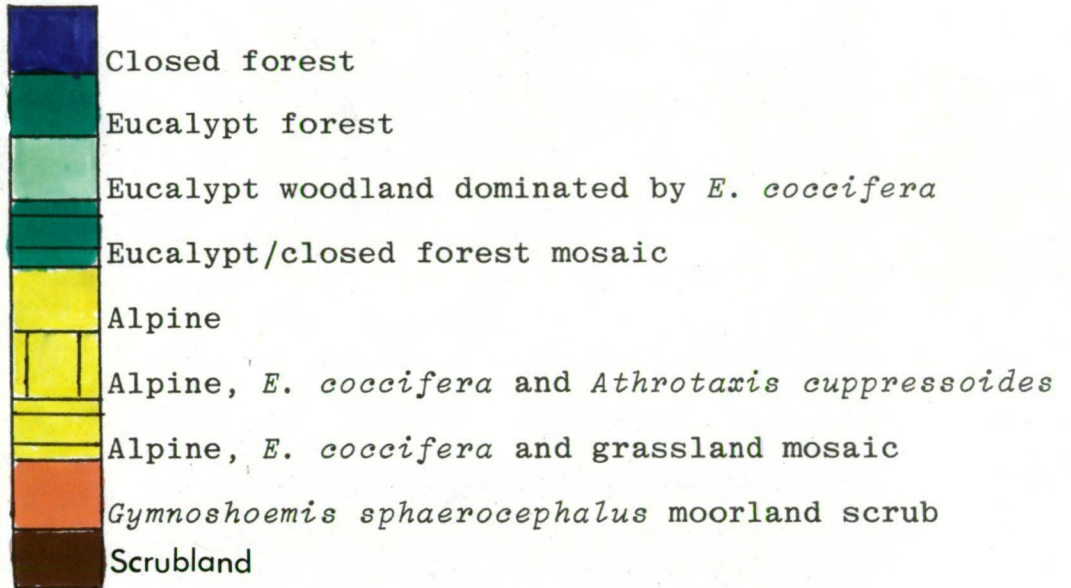 Closed forest
Eucalypt forest
Eucalypt woodland dominated by E. coccifera
Eucalypt/closed forest mosaic
Alpine
Alpine, E. coccifera and Athrotaxis cuppressoides
Alpine, E. coccifera and grassland mosaic
Gymnoshoemis sphaerocephalus moorland scrub
Scrubland